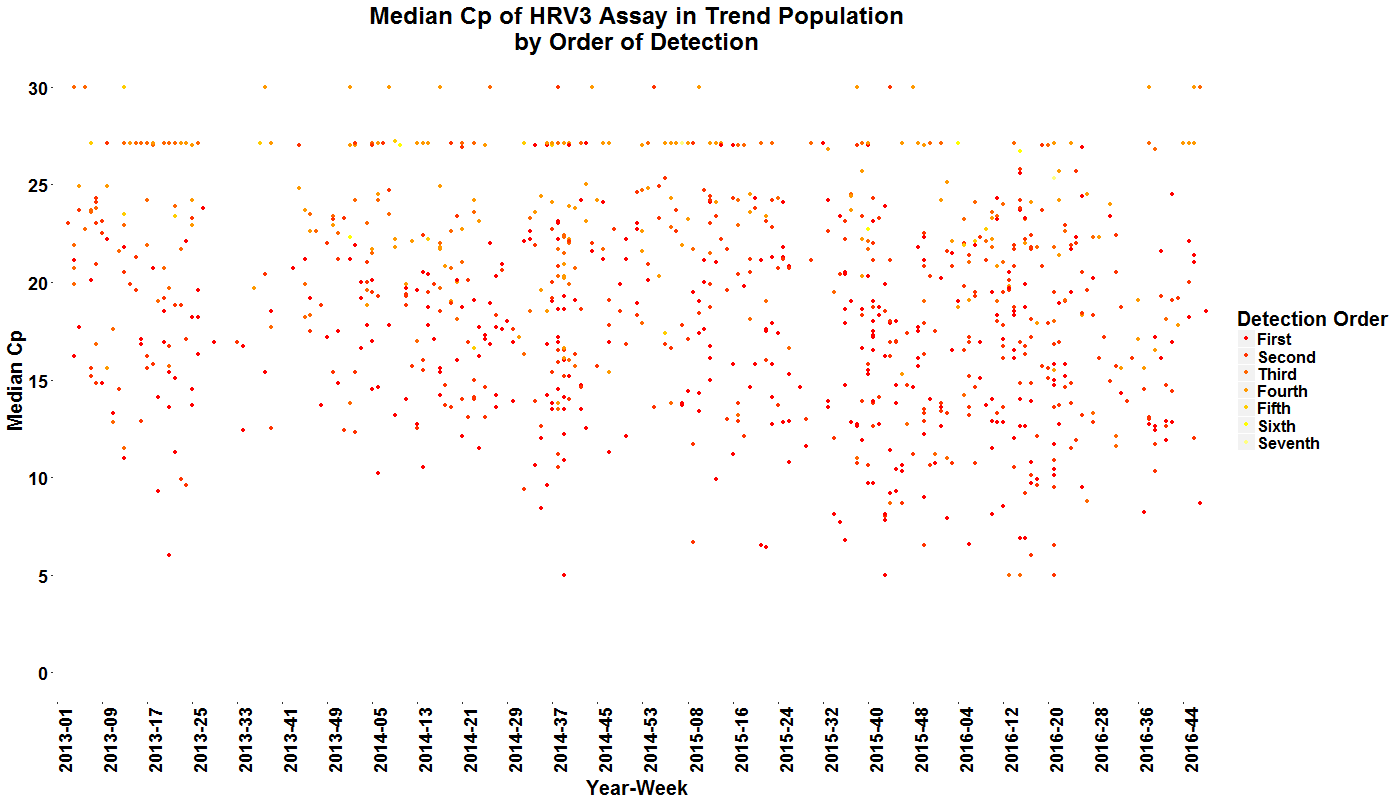 Median Cp of HRV3 Assay in Trend Population
by Order of Detection
Median Cp
30
25
20
15
10
5
0
2013-01
2013-09
2013-17
2013-25
2013-33
2013-41
2013-49
2014-05
2014-13
2014-21
2014-29
2014-37
2014-45
2014-53
2015-08
2015-16
2015-24
2015-32
2015-40
2015-48
2016-04
2016-12
2016-20
2016-28
2016-36
2016-44
Year-Week
Detection Order
First
Second
Third
Fourth
Fifth
Sixth
Seventh